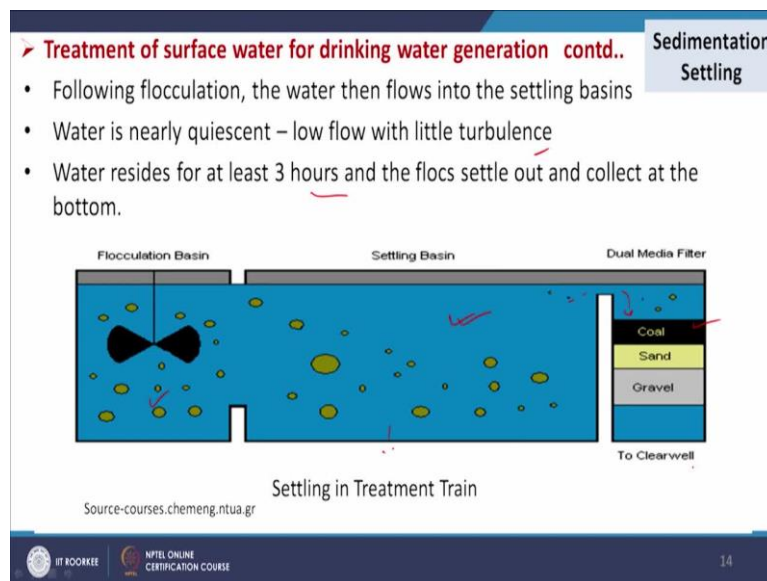 ➢ Treatment of surface water for drinking water generation contd..
Sedimentation
Settling
• Following flocculation, the water then flows into the settling basins
• Water is nearly quiescent – low flow with little turbulence
• Water resides for at least 3 hours and the flocs settle out and collect at the
bottom.
Flocculation Basin
Settling Basin
Dual Media Filter
Coal
Sand
Gravel
To Clearwell
Settling in Treatment Train
Source-courses.chemeng.ntua.gr
IIT ROORKEE
NPTEL ONLINE
CERTIFICATION COURSE
14